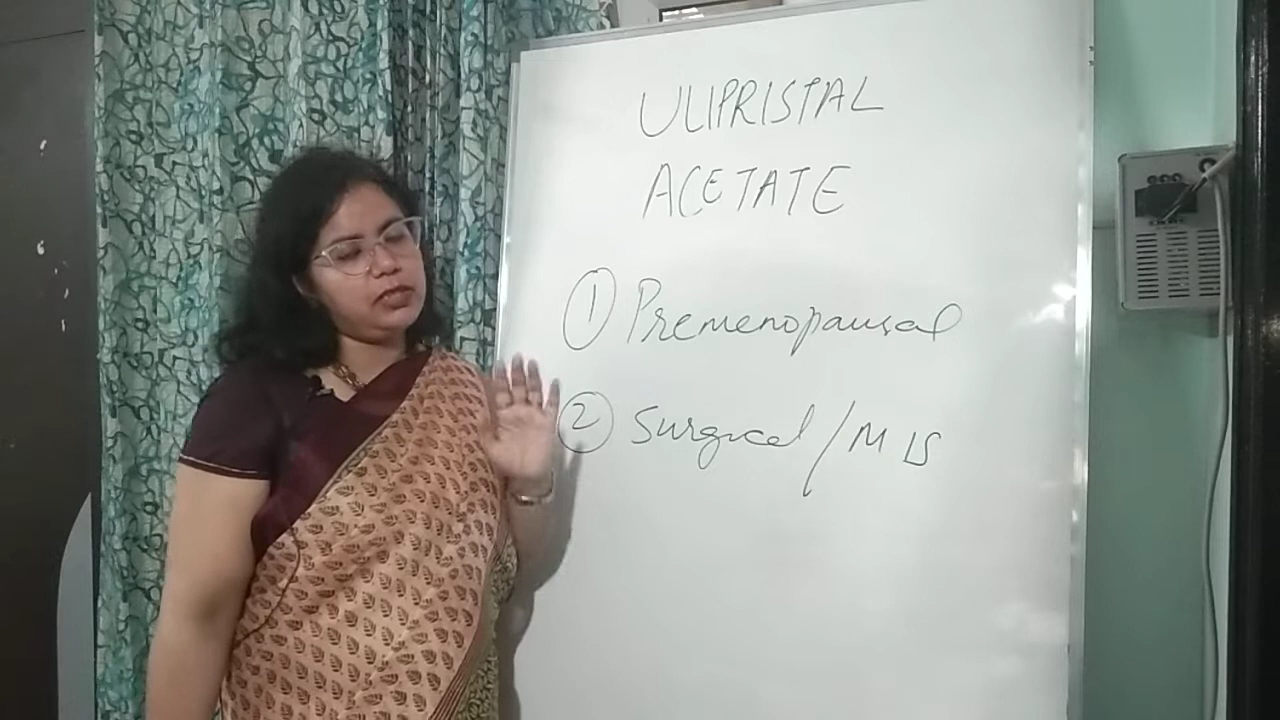 ULIPRISTAL
ACETATE
① Premenopausal
② Surgical / MIS